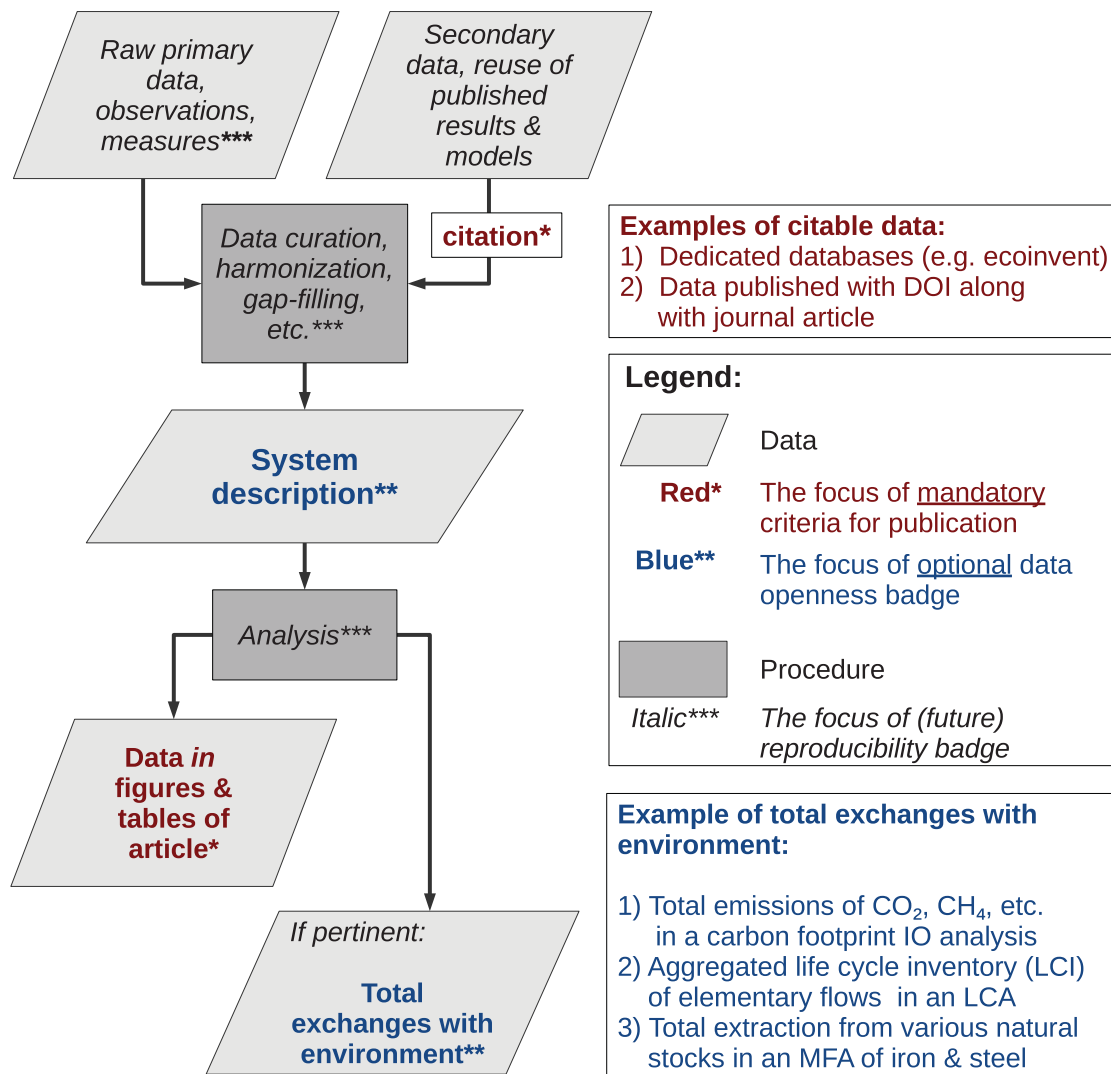 Raw primary
data,
observations,
measures***
Secondary
data, reuse of
published
results &
models
citation*
Data curation,
harmonization,
gap-filling,
etc.***
System
description**
Analysis***
Data in
figures &
tables of
article*
If pertinent:
Total
exchanges with
environment**
Examples of citable data:
1) Dedicated databases (e.g. ecoinvent)
2) Data published with DOI along
with journal article
Legend:
Data
Red* The focus of mandatory
criteria for publication
Blue** The focus of optional data
openness badge
Procedure
Italic*** The focus of (future)
reproducibility badge
Example of total exchanges with
environment:
1) Total emissions of CO₂, CH₄, etc.
in a carbon footprint IO analysis
2) Aggregated life cycle inventory (LCI)
of elementary flows in an LCA
3) Total extraction from various natural
stocks in an MFA of iron & steel